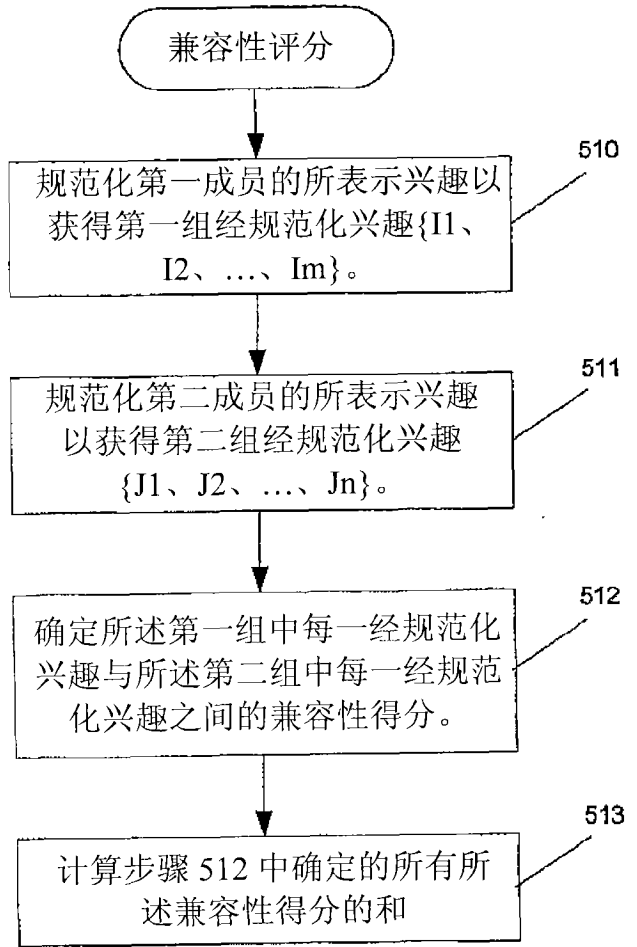 兼容性评分
510
规范化第一成员的所表示兴趣以
获得第一组经规范化兴趣{I1、
I2、…、Im}。
511
规范化第二成员的所表示兴趣
以获得第二组经规范化兴趣
{J1、J2、…、Jn}。
512
确定所述第一组中每一经规范化
兴趣与所述第二组中每一经规范
化兴趣之间的兼容性得分。
513
计算步骤 512 中确定的所有所
述兼容性得分的和